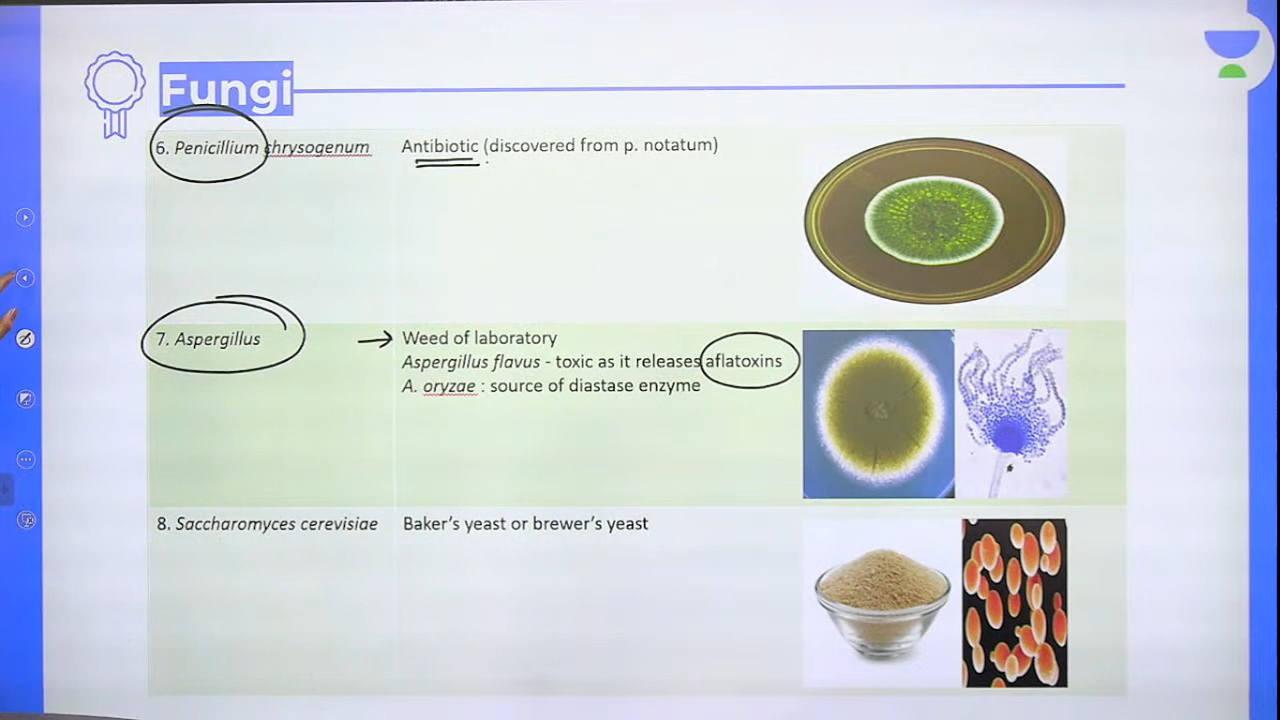 Fungi
6. Penicillium chrysogenum
Antibiotic (discovered from p. notatum)
7. Aspergillus
Weed of laboratory
Aspergillus flavus - toxic as it releases aflatoxins
A. oryzae : source of diastase enzyme
8. Saccharomyces cerevisiae
Baker’s yeast or brewer’s yeast